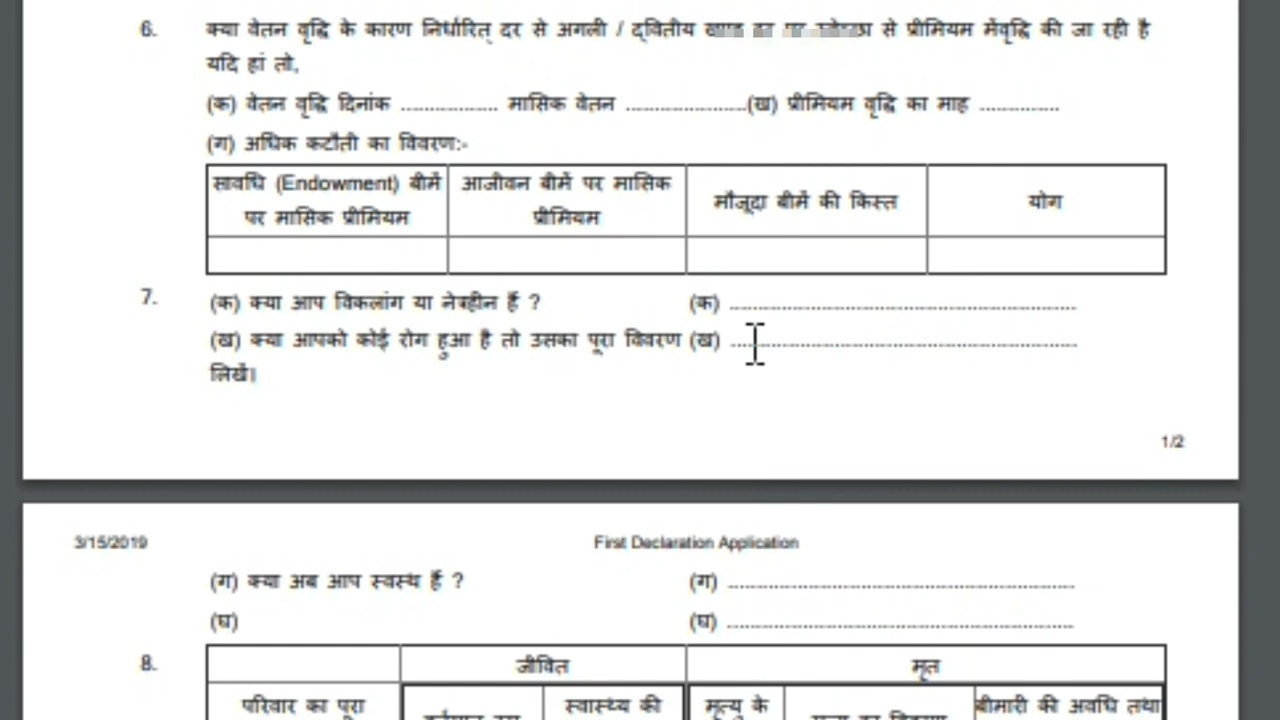 6. क्या वेतन वृद्धि के कारण निर्धारित् दर से अगली / द्वितीय से प्रीमियम मेंवृद्धि की जा रही है
यदि हां तो,
(क) वेतन वृद्धि दिनांक .................. मासिक वेतन .......................(ख) प्रीमियम वृद्धि का माह ...............
(ग) अधिक कटौती का विवरण:-
सावधि (Endowment) बीमें पर मासिक प्रीमियम
आजीवन बीमें पर मासिक प्रीमियम
मौजूदा बीमें की किस्त
योग
7. (क) क्या आप विकलांग या नेत्रहीन हैं ? (क) ......................................................................
(ख) क्या आपको कोई रोग हुआ है तो उसका पूरा विवरण (ख) ......................................................................
लिखें।
1/2
3/15/2019 First Declaration Application
(ग) क्या अब आप स्वस्थ हैं ? (ग) ......................................................................
(घ) (घ) ......................................................................
8. जीवित मृत
परिवार का पूरा स्वास्थ्य की मृत्यु के बीमारी की अवधि तथा